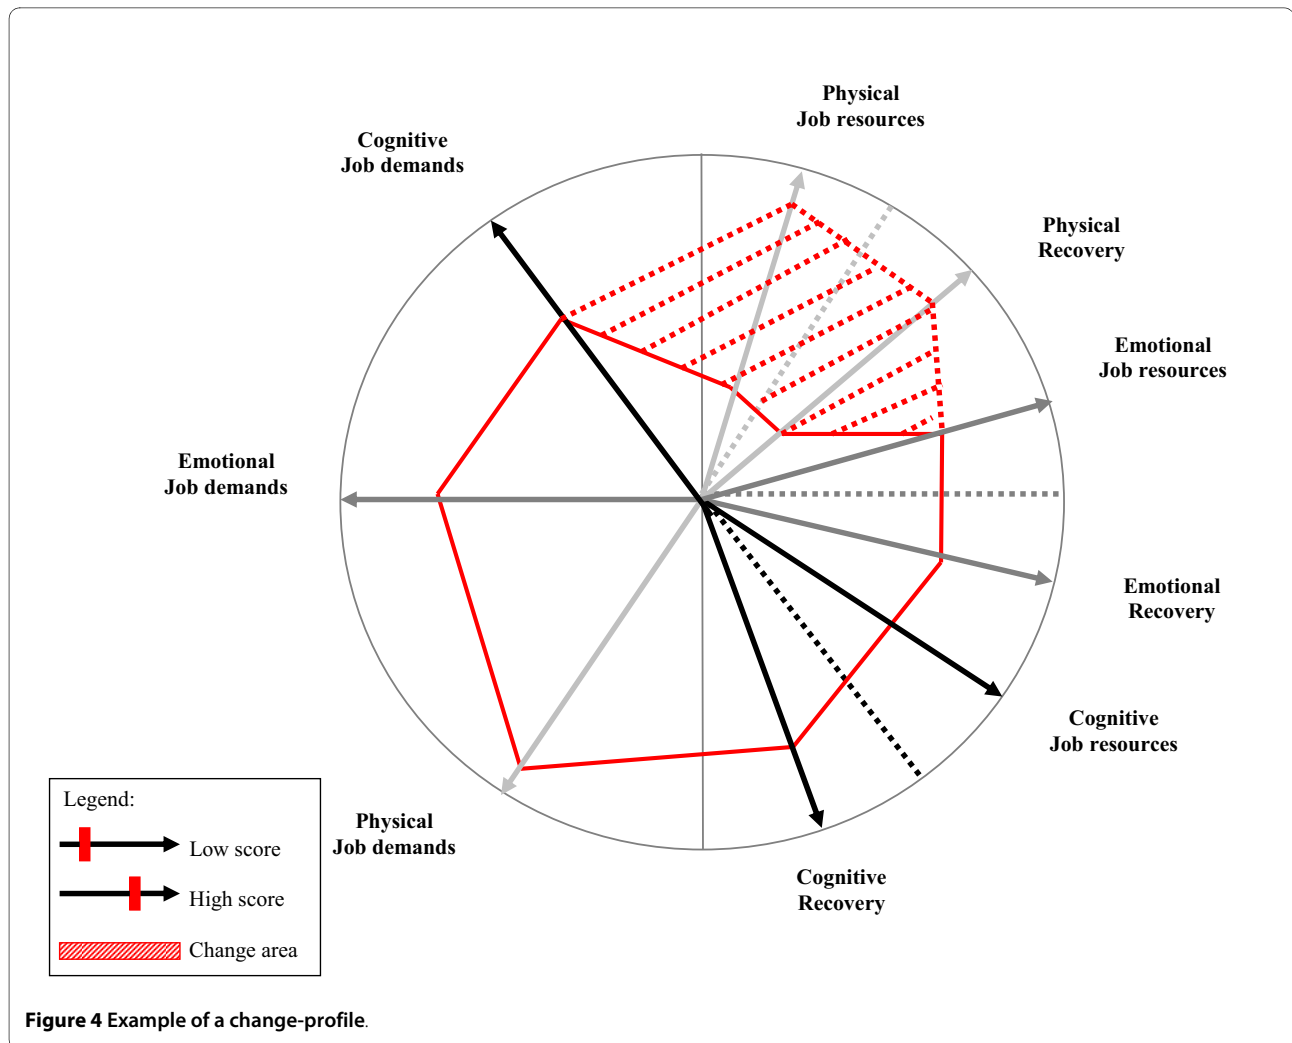 Physical
Job resources
Cognitive
Job demands
Physical
Recovery
Emotional
Job resources
Emotional
Job demands
Emotional
Recovery
Cognitive
Job resources
Legend:
Low score
High score
Change area
Physical
Job demands
Cognitive
Recovery
Figure 4 Example of a change-profile.